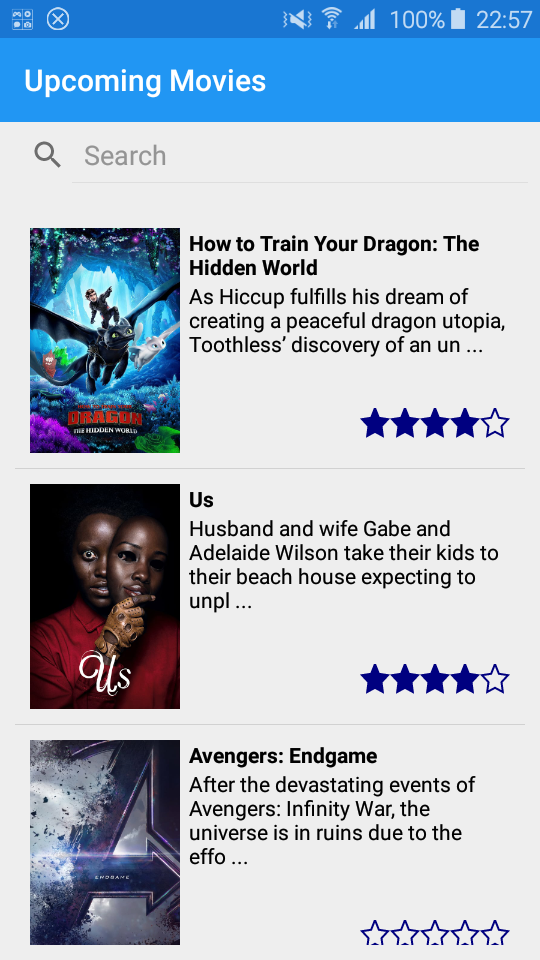 100% 22:57
Upcoming Movies
Search
How to Train Your Dragon: The
Hidden World
As Hiccup fulfills his dream of
creating a peaceful dragon utopia,
Toothless’ discovery of an un ...
DRAGON
THE HIDDEN WORLD
Us
Husband and wife Gabe and
Adelaide Wilson take their kids to
their beach house expecting to
unpl ...
Us
Avengers: Endgame
After the devastating events of
Avengers: Infinity War, the
universe is in ruins due to the
effo ...
ENDGAME